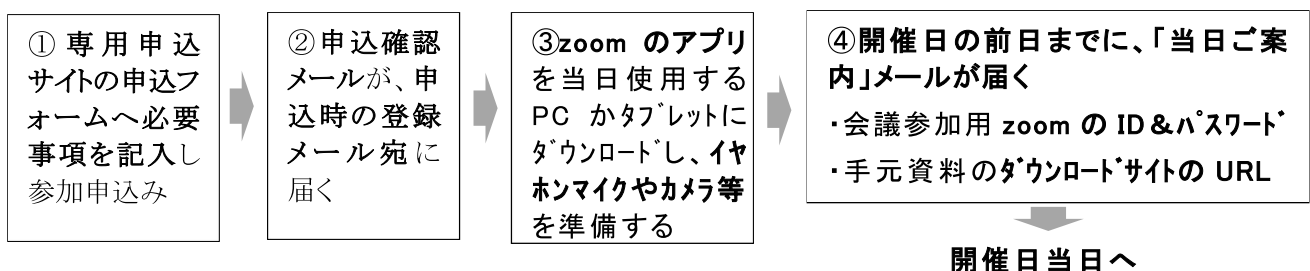 ①専用申込
サイトの申込フ
ォームへ必要
事項を記入し
参加申込み
②申込確認
メールが、申
込時の登録
メール宛に
届く
③zoom のアプリ
を当日使用する
PC かﾀﾌﾞﾚｯﾄに
ﾀﾞｳﾝﾛｰﾄﾞし、イヤ
ホンマイクやカメラ等
を準備する
④開催日の前日までに、「当日ご案
内」メールが届く
・会議参加用 zoom の ID＆ﾊﾟｽﾜｰﾄﾞ
・手元資料のﾀﾞｳﾝﾛｰﾄﾞｻｲﾄの URL
開催日当日へ